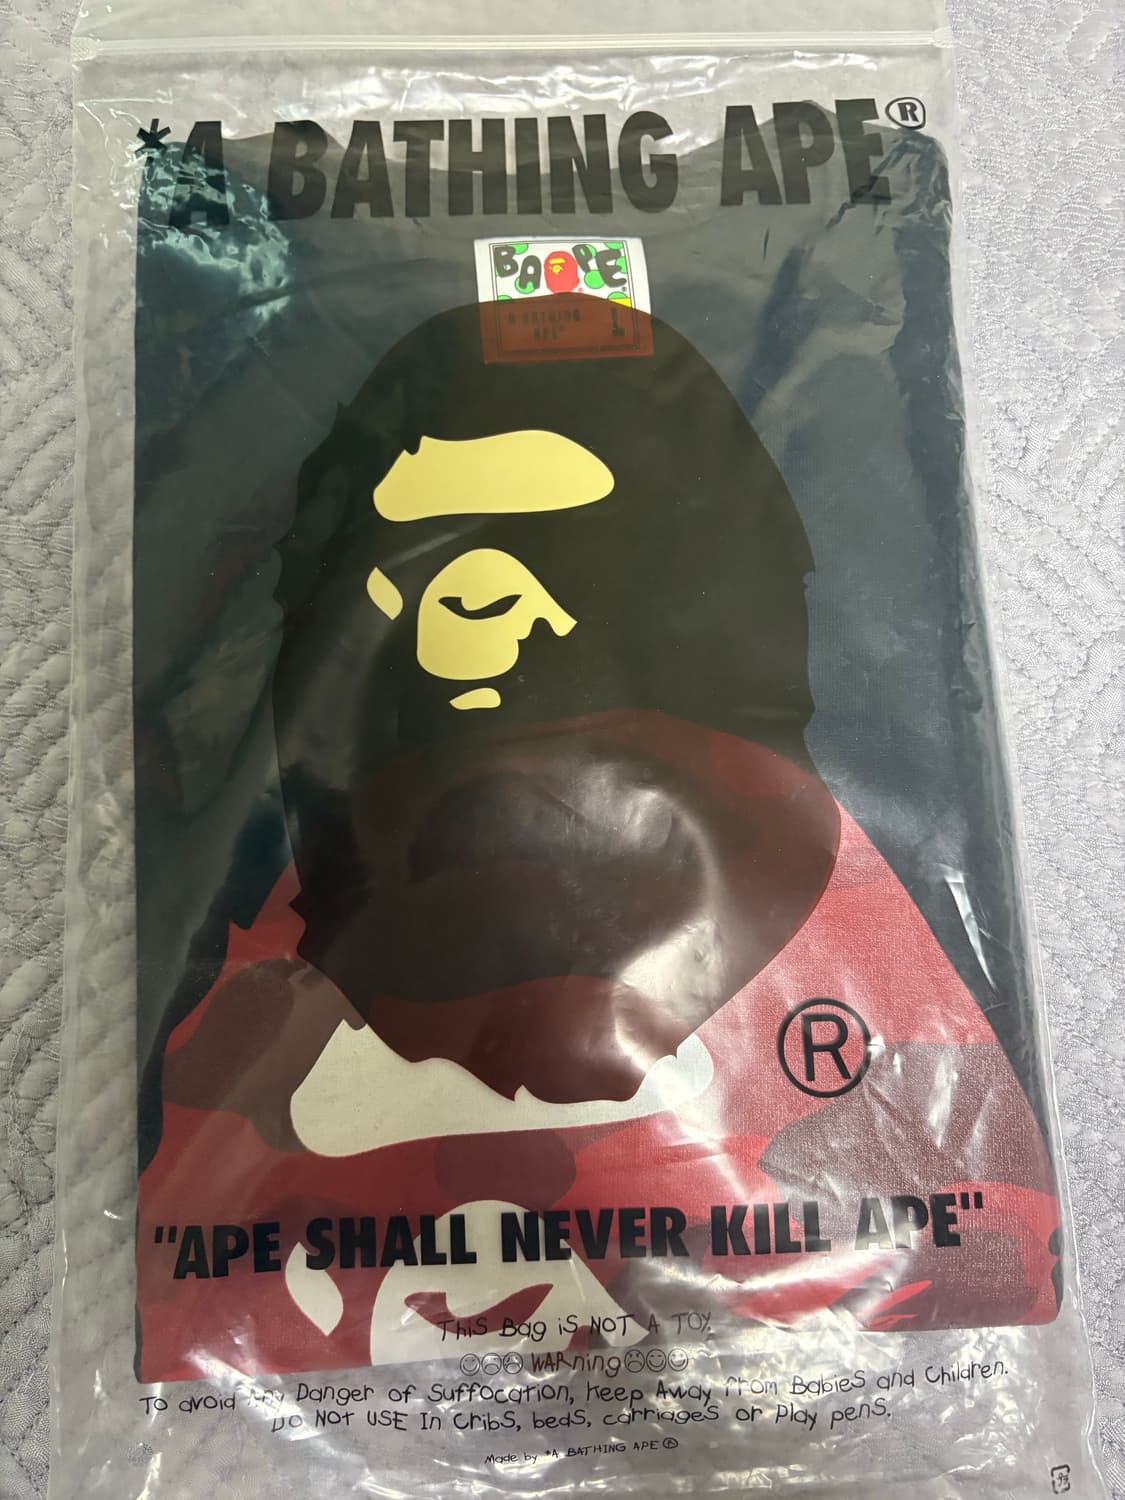 *A BATHING APE®
BAPE
A BATHING
APE®
L
®
"APE SHALL NEVER KILL APE"
THiS Bag iS NOT A TOY.
WARning
To avoid Any Danger of Suffocation, Keep Away from Babies and Children.
Do NOT USE In CribS, beds, carriages or Play penS.
Made by *A BATHING APE®